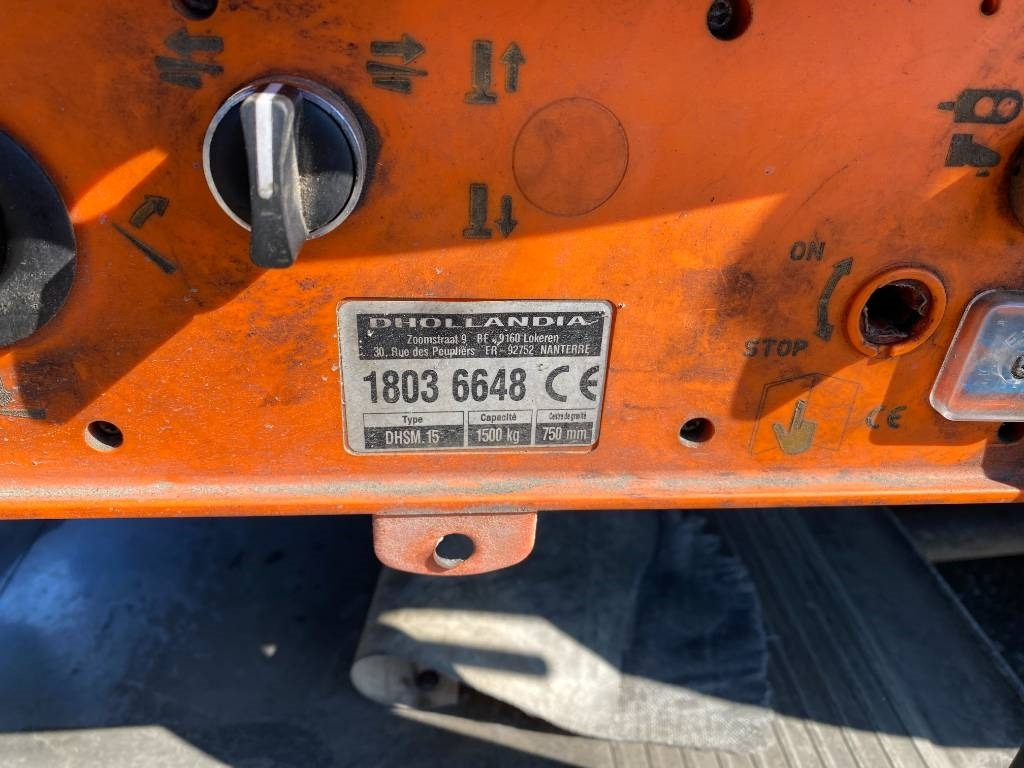 ON
STOP
CE
DHOLLANDIA
Zoomstraat 9 BE-9160 Lokeren
30, Rue des Peupliers FR-92752 NANTERRE
1803 6648 CE
Type Capacité Centre de gravité
DHSM.15 1500 kg 750 mm